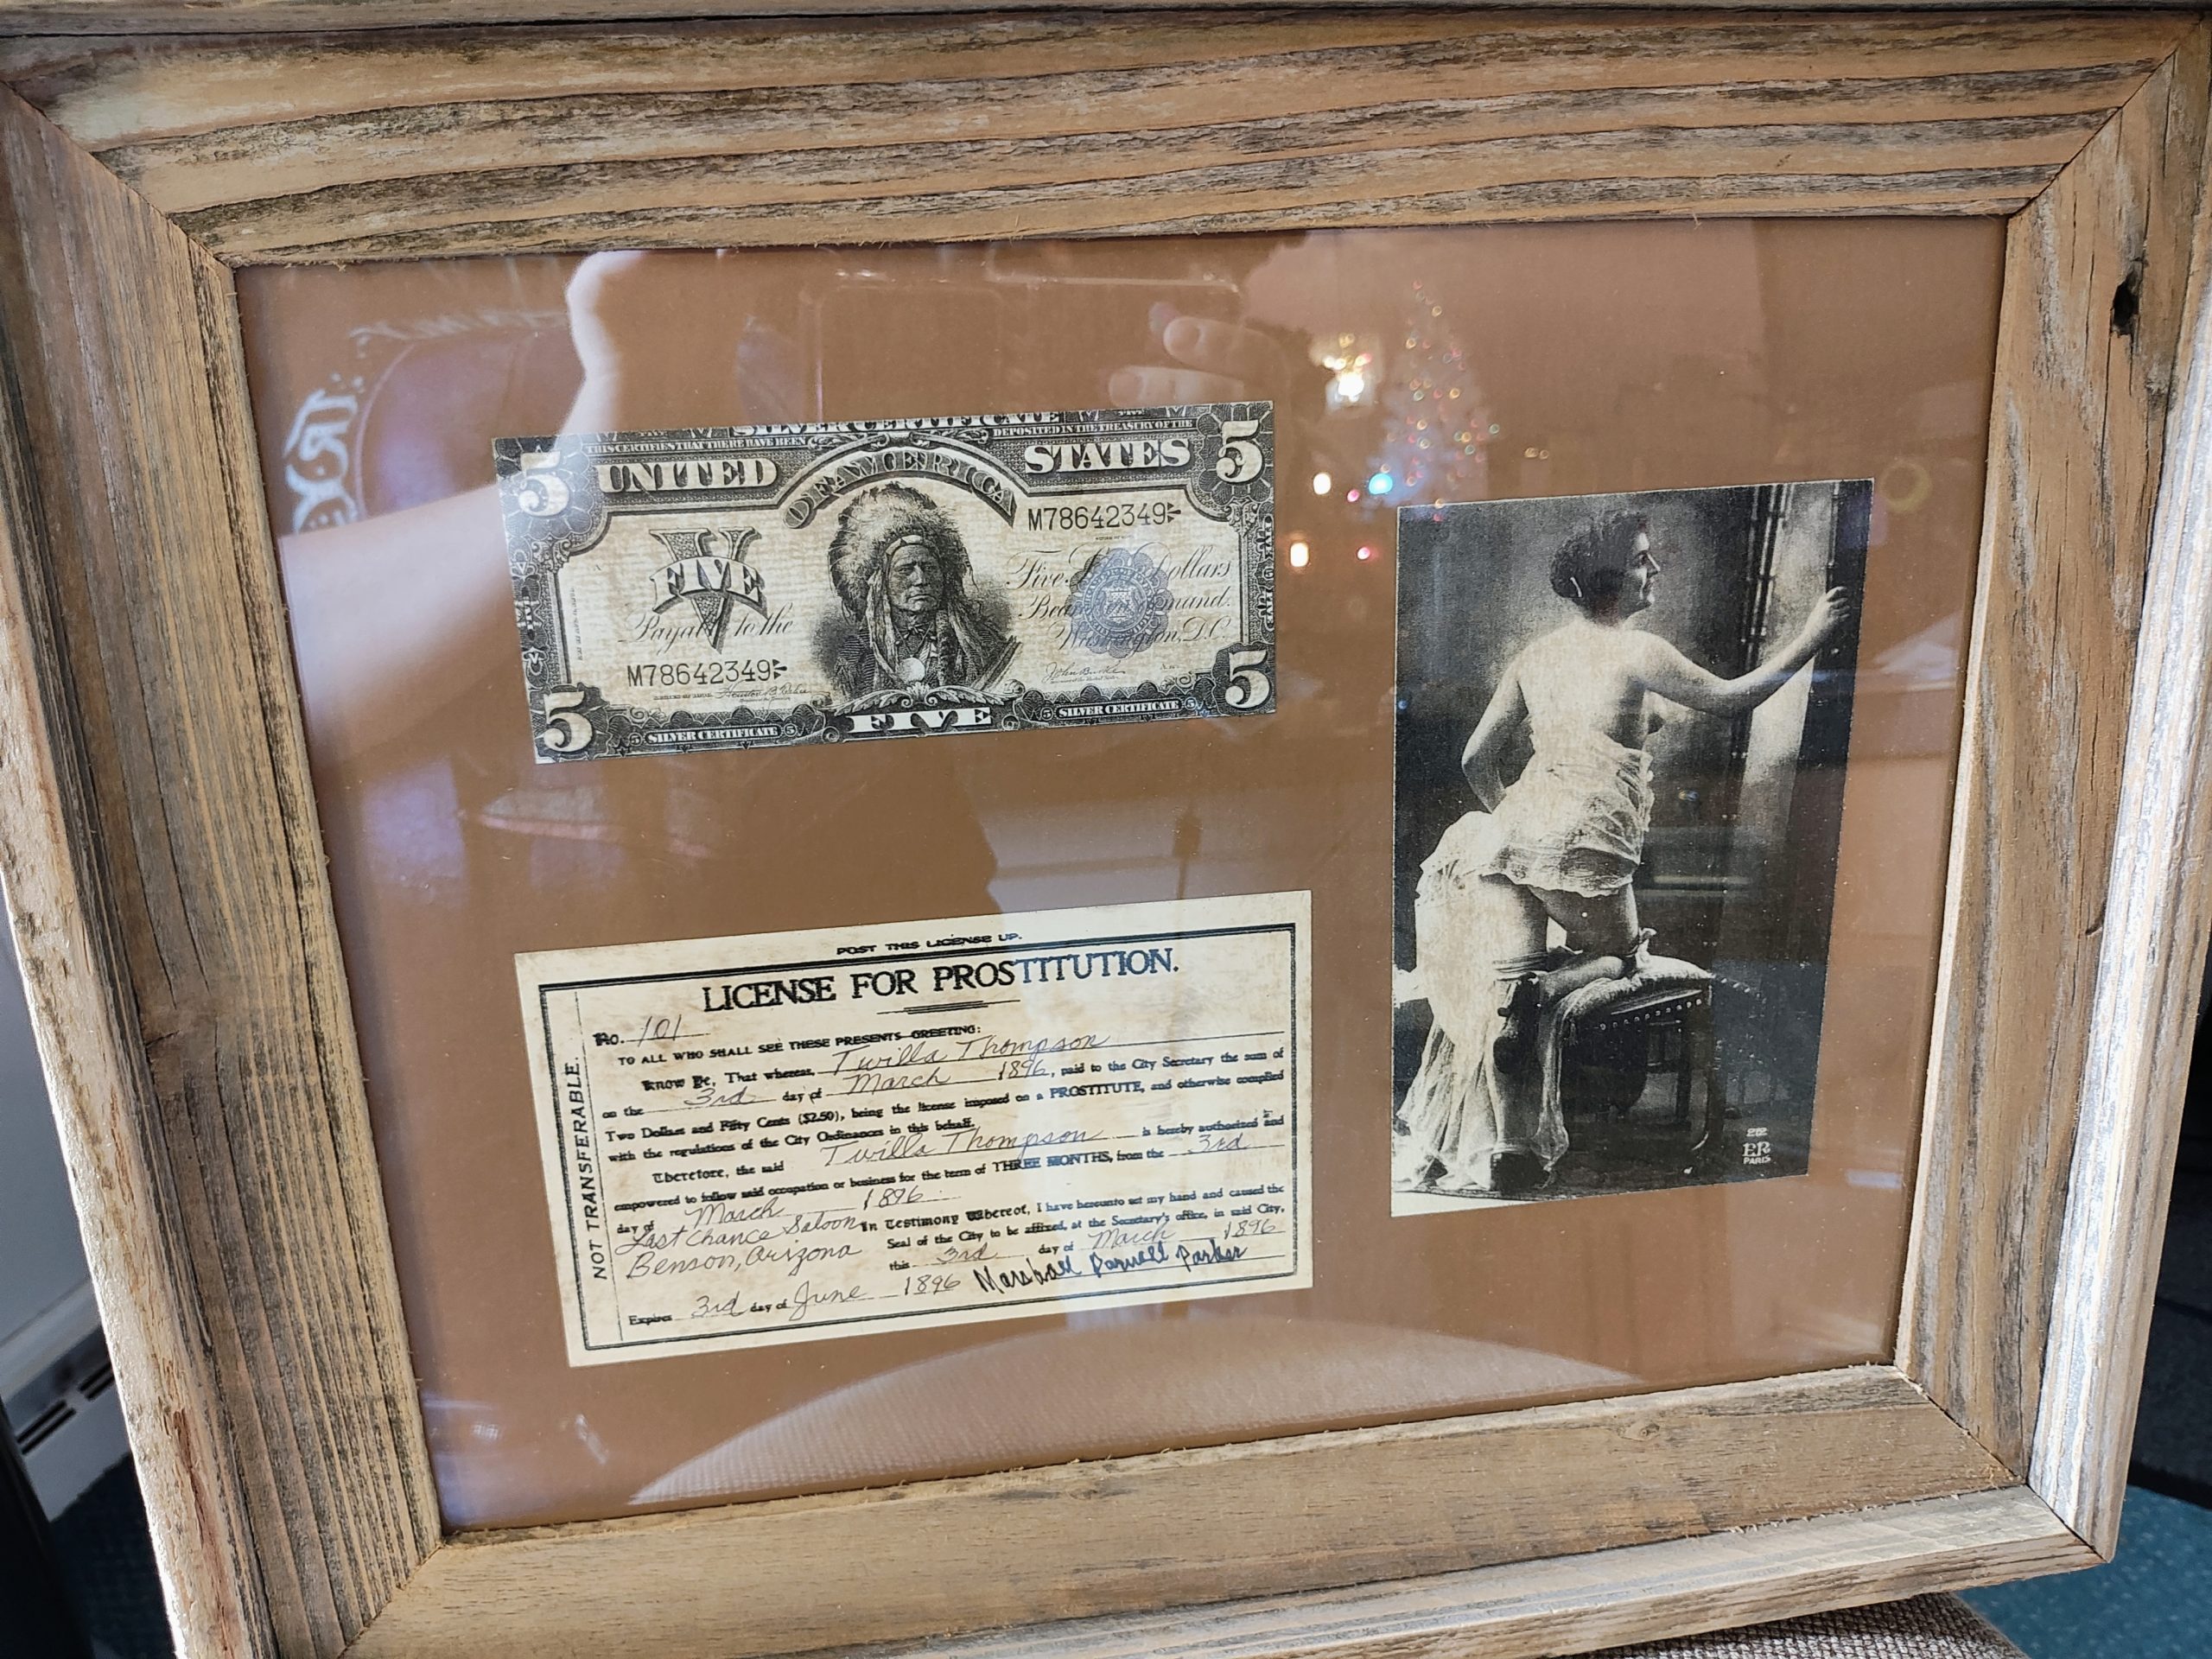 SILVER CERTIFICATE
THIS CERTIFIES THAT THERE HAVE BEEN DEPOSITED IN THE TREASURY OF THE
5 UNITED STATES 5
OF AMERICA
M78642349
V
FIVE
Five Dollars
Payable to the
Demand.
Washington, D.C.
M78642349
5 FIVE 5
5 SILVER CERTIFICATE 5
5 SILVER CERTIFICATE 5
POST THIS LICENSE UP.
LICENSE FOR PROSTITUTION.
NOT TRANSFERABLE.
No. 101
TO ALL WHO SHALL SEE THESE PRESENTS GREETING:
Know Ye, That whereas, Twilla Thompson
on the 3rd day of March 1896, paid to the City Secretary the sum of
Two Dollars and Fifty Cents ($2.50), being the license imposed on a PROSTITUTE, and otherwise complied
with the regulations of the City Ordinances in this behalf.
Therefore, the said Twilla Thompson is hereby authorized and
empowered to follow said occupation or business for the term of THREE MONTHS, from the 3rd
day of March 1896
Last Chance Saloon
Benson, Arizona
In Testimony Whereof, I have hereunto set my hand and caused the
Seal of the City to be affixed, at the Secretary's office, in said City,
this 3rd day of March 1896
Expires 3rd day of June 1896 Marshall Parnell Parker
ER
PARIS